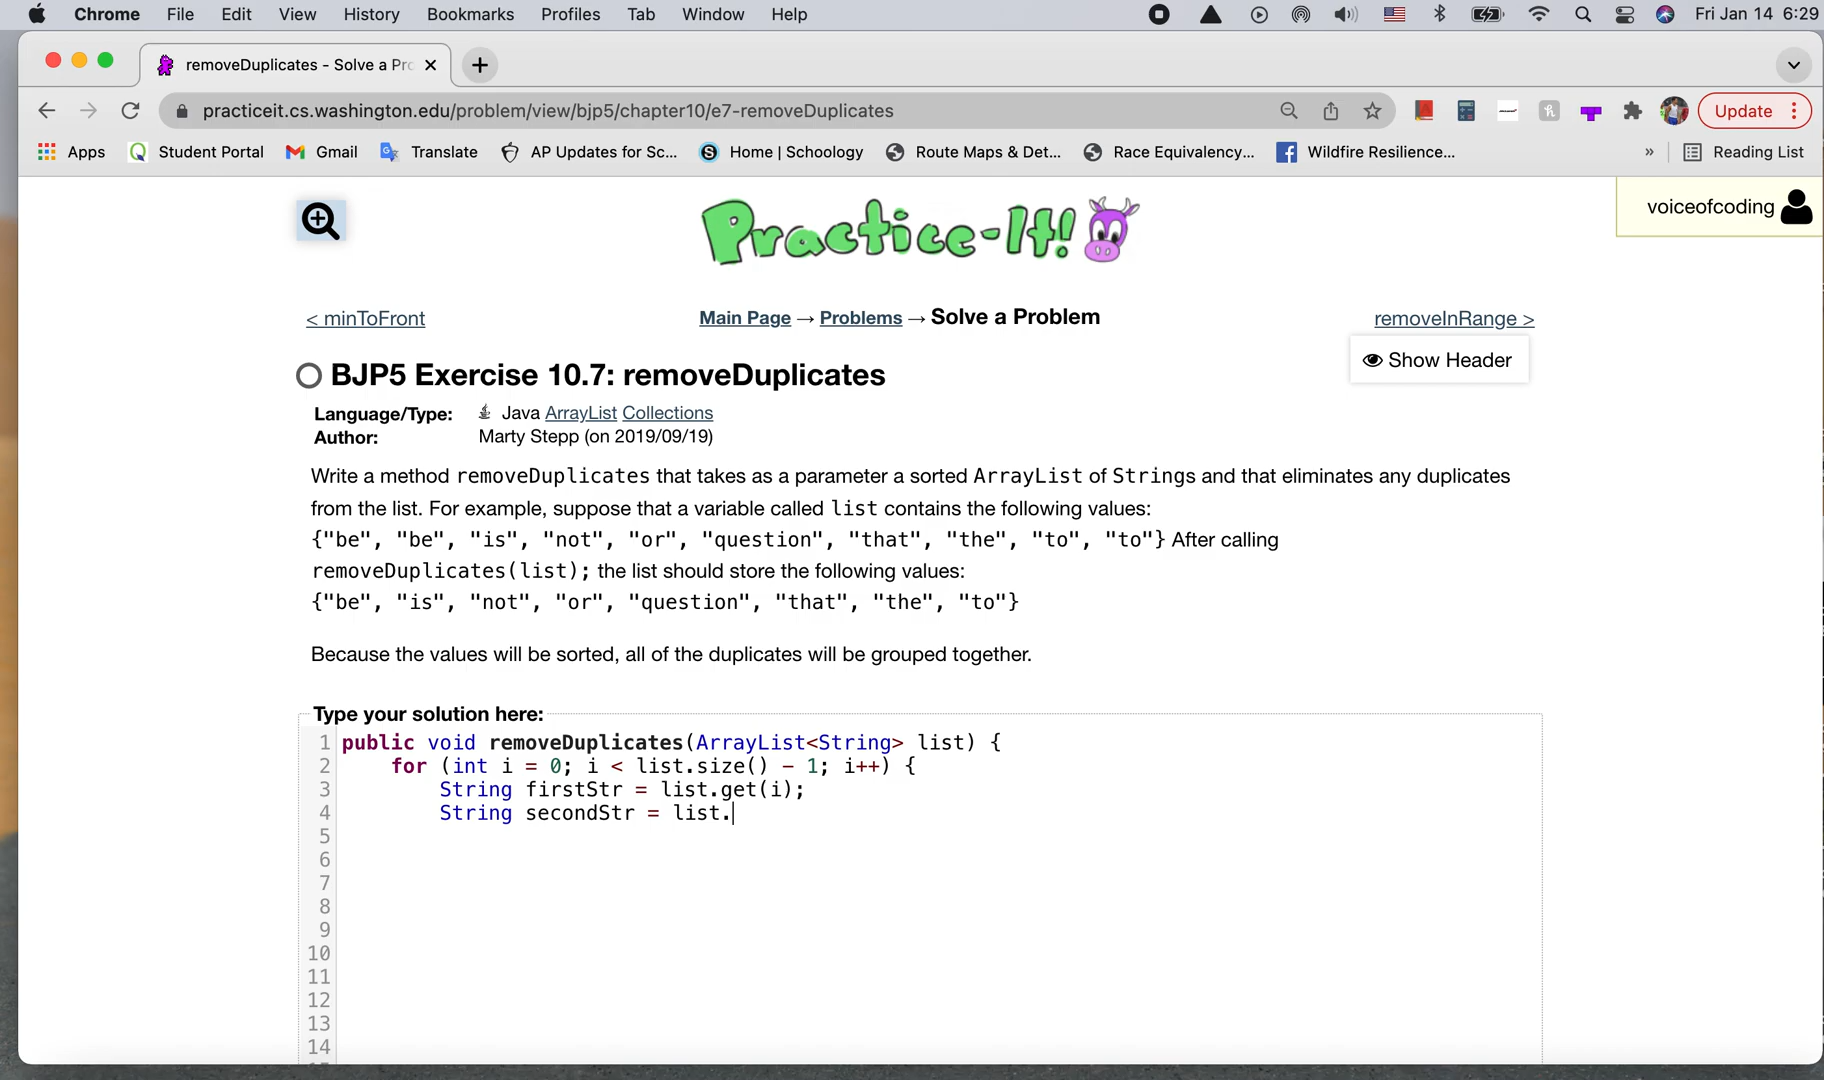 Chrome File Edit View History Bookmarks Profiles Tab Window Help Fri Jan 14 6:29
removeDuplicates - Solve a Pro
practiceit.cs.washington.edu/problem/view/bjp5/chapter10/e7-removeDuplicates Update
Apps Student Portal Gmail Translate AP Updates for Sc... Home | Schoology Route Maps & Det... Race Equivalency... Wildfire Resilience... » Reading List
Practice-It!
voiceofcoding
< minToFront Main Page → Problems → Solve a Problem removeInRange >
Show Header
BJP5 Exercise 10.7: removeDuplicates
Language/Type: Java ArrayList Collections
Author: Marty Stepp (on 2019/09/19)
Write a method removeDuplicates that takes as a parameter a sorted ArrayList of Strings and that eliminates any duplicates
from the list. For example, suppose that a variable called list contains the following values:
{"be", "be", "is", "not", "or", "question", "that", "the", "to", "to"} After calling
removeDuplicates(list); the list should store the following values:
{"be", "is", "not", "or", "question", "that", "the", "to"}
Because the values will be sorted, all of the duplicates will be grouped together.
Type your solution here:
1 public void removeDuplicates(ArrayList<String> list) {
2 for (int i = 0; i < list.size() - 1; i++) {
3 String firstStr = list.get(i);
4 String secondStr = list.
5
6
7
8
9
10
11
12
13
14